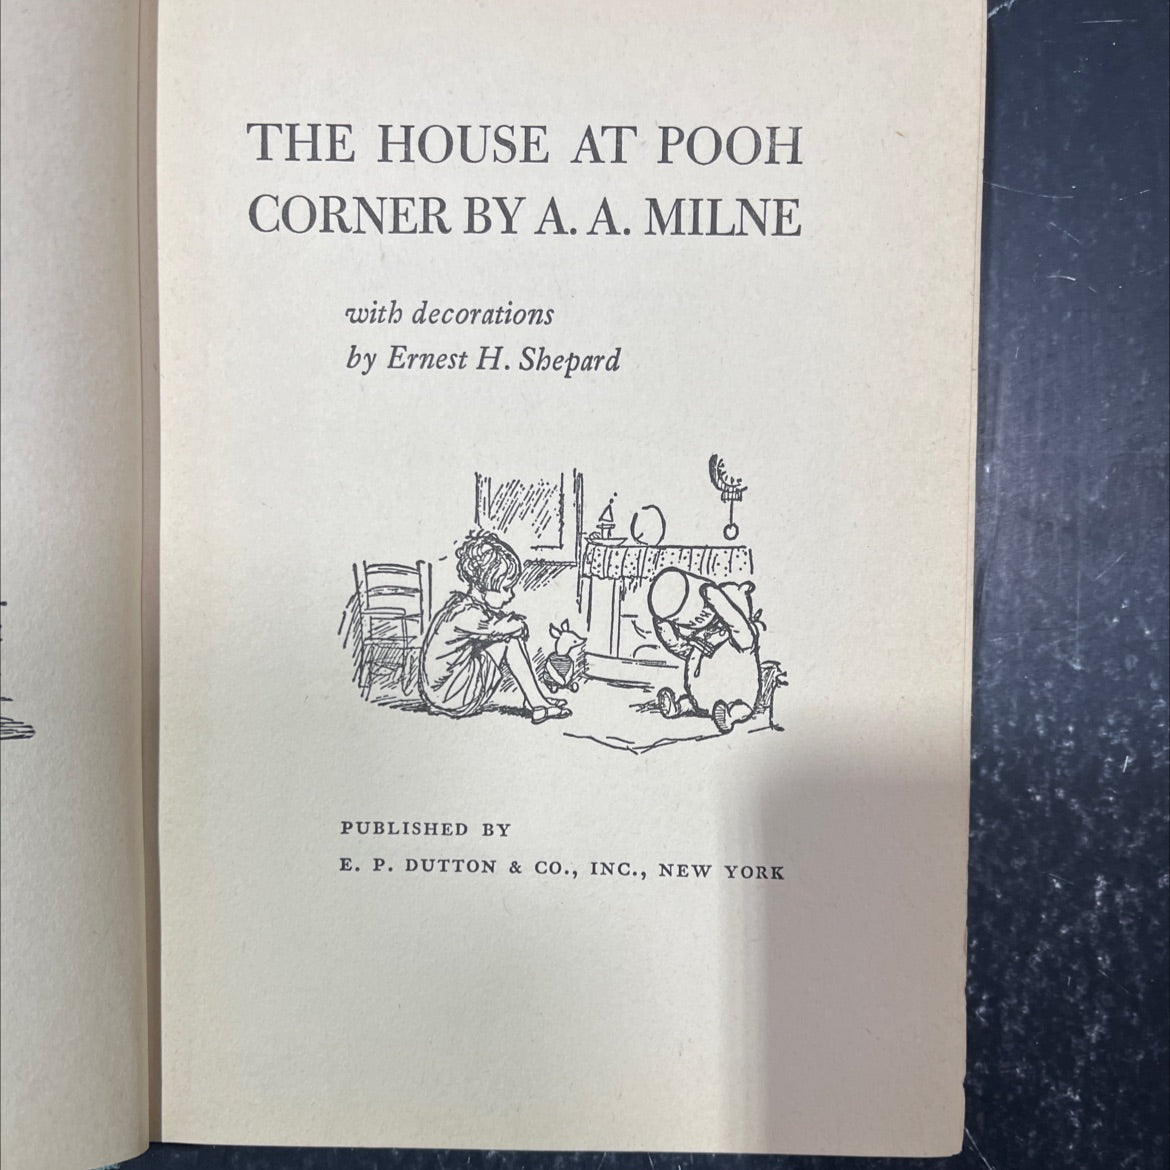 THE HOUSE AT POOH
CORNER BY A. A. MILNE
with decorations
by Ernest H. Shepard
PUBLISHED BY
E. P. DUTTON & CO., INC., NEW YORK